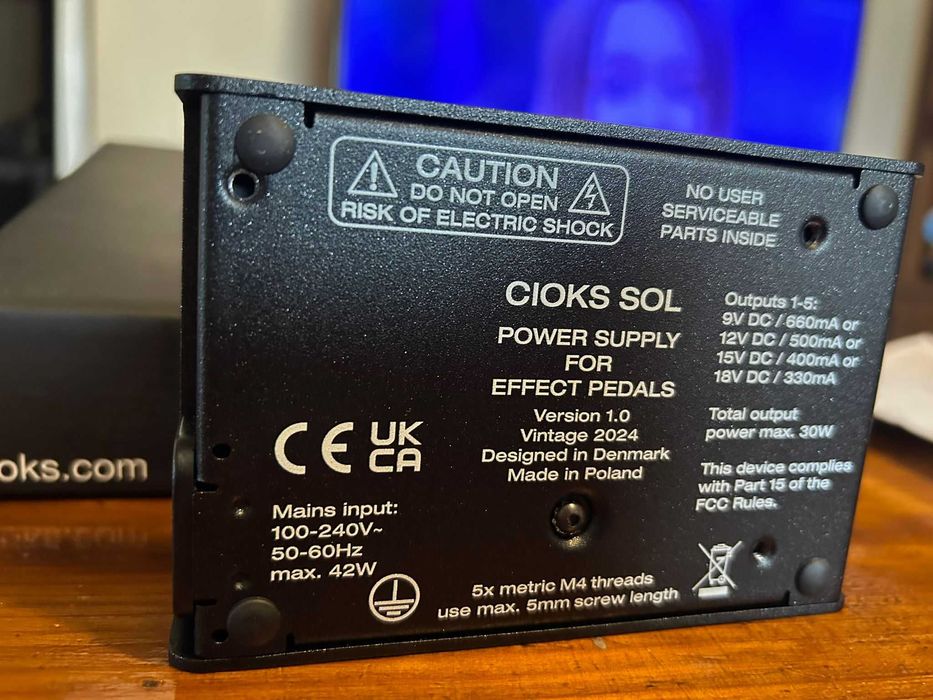 CAUTION
DO NOT OPEN
RISK OF ELECTRIC SHOCK
NO USER
SERVICEABLE
PARTS INSIDE
CIOKS SOL
POWER SUPPLY
FOR
EFFECT PEDALS
Version 1.0
Vintage 2024
Designed in Denmark
Made in Poland
Outputs 1-5:
9V DC / 660mA or
12V DC / 500mA or
15V DC / 400mA or
18V DC / 330mA
Total output
power max. 30W
This device complies
with Part 15 of the
FCC Rules.
CE UK
CA
Mains input:
100-240V~
50-60Hz
max. 42W
5x metric M4 threads
use max. 5mm screw length
oks.com